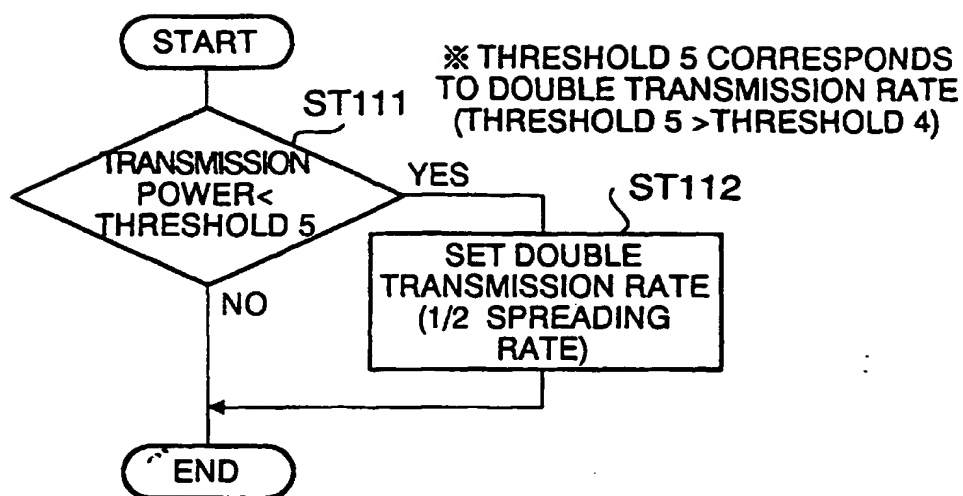 START
※ THRESHOLD 5 CORRESPONDS
TO DOUBLE TRANSMISSION RATE
(THRESHOLD 5 >THRESHOLD 4)
ST111
TRANSMISSION
POWER<
THRESHOLD 5
YES
ST112
SET DOUBLE
TRANSMISSION RATE
(1/2 SPREADING
RATE)
NO
END